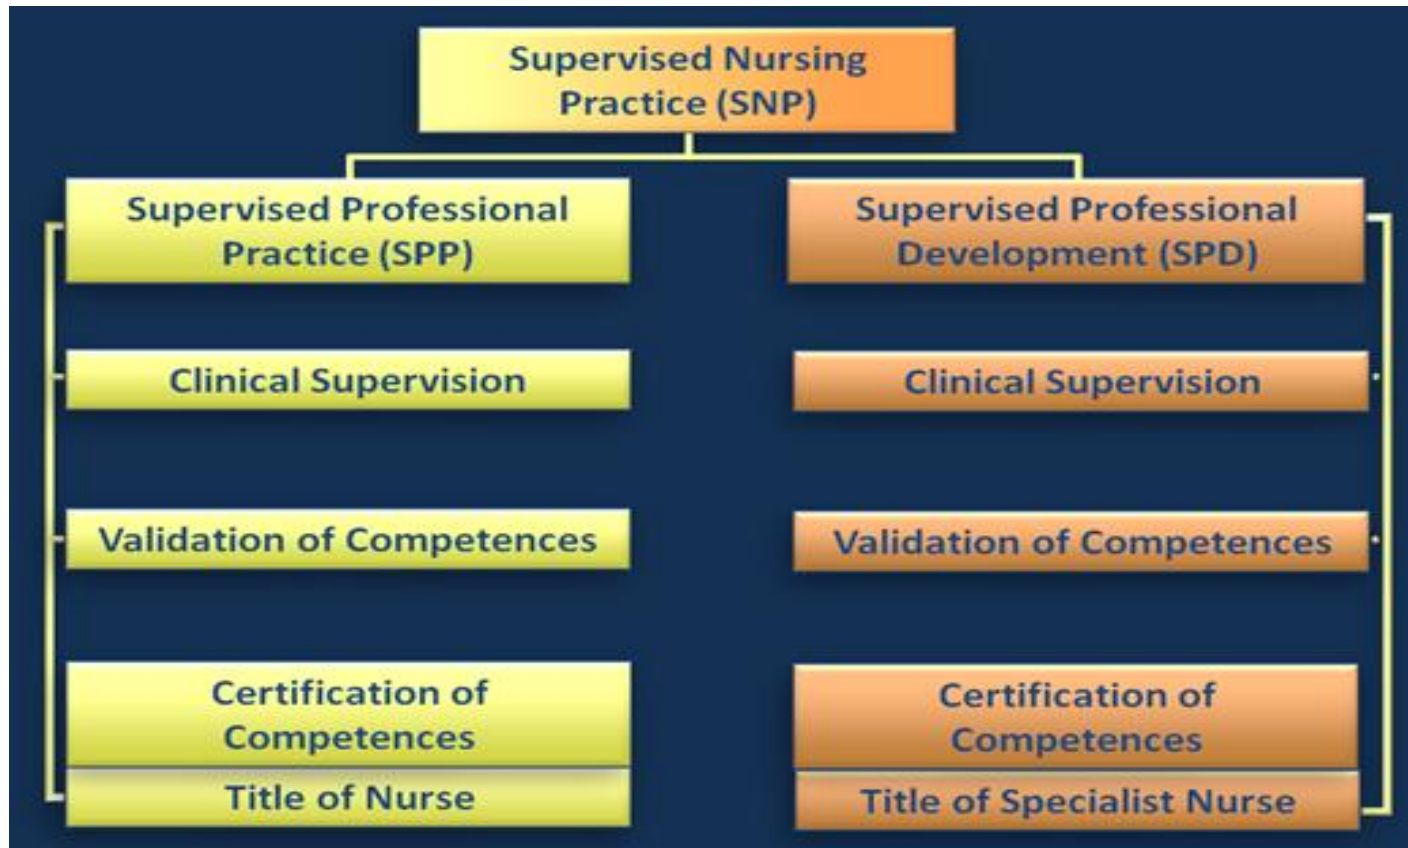 Supervised Nursing
Practice (SNP)
Supervised Professional
Practice (SPP)
Clinical Supervision
Validation of Competences
Certification of
Competences
Title of Nurse
Supervised Professional
Development (SPD)
Clinical Supervision
Validation of Competences
Certification of
Competences
Title of Specialist Nurse